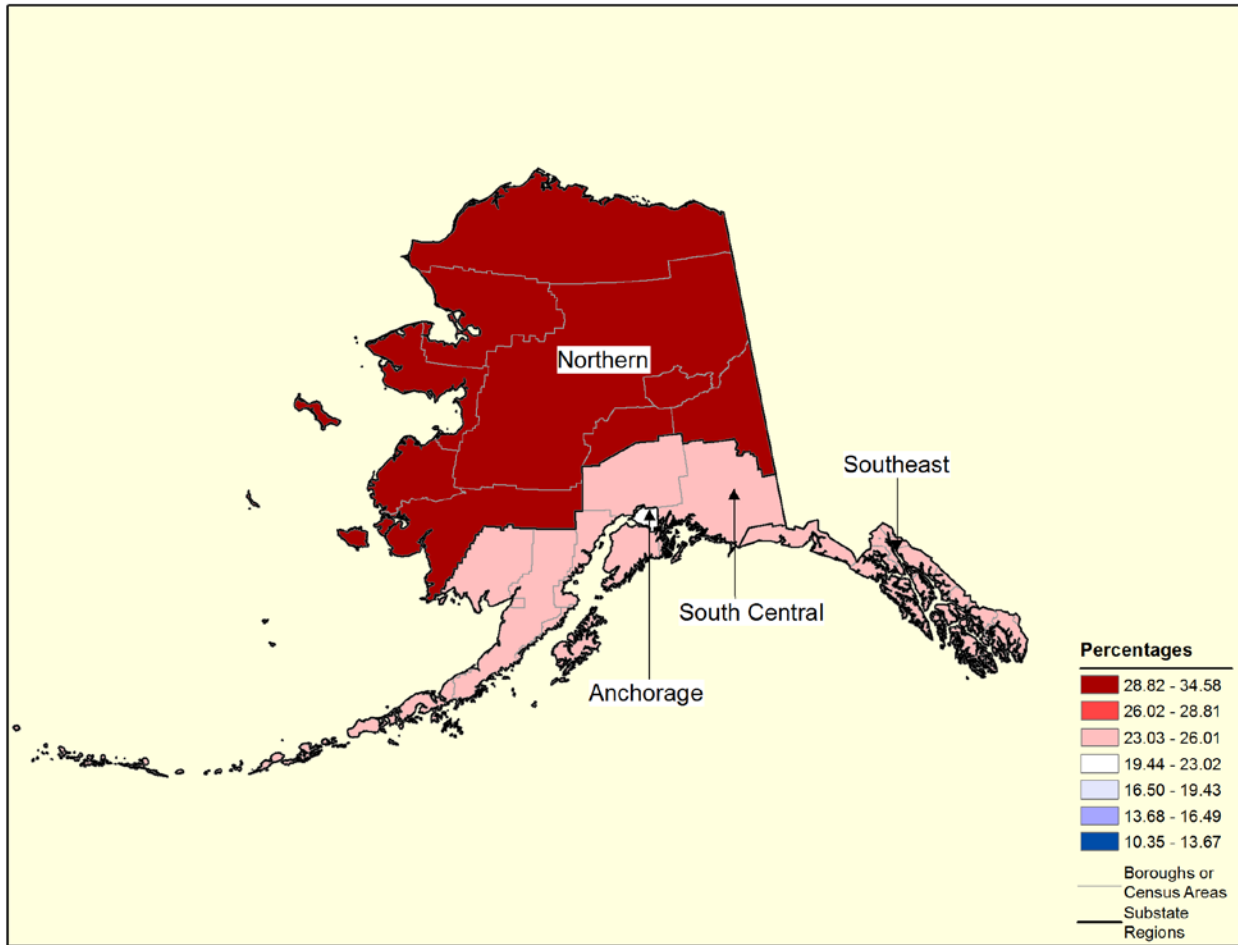 Northern
Southeast
South Central
Anchorage
Percentages
28.82 - 34.58
26.02 - 28.81
23.03 - 26.01
19.44 - 23.02
16.50 - 19.43
13.68 - 16.49
10.35 - 13.67
Boroughs or
Census Areas
Substate
Regions